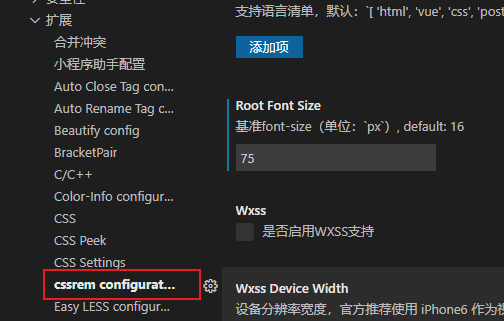 扩展
合并冲突
小程序助手配置
Auto Close Tag con...
Auto Rename Tag c...
Beautify config
BracketPair
C/C++
Color-Info configur...
CSS
CSS Peek
CSS Settings
cssrem configurat...
Easy LESS configur...
支持语言清单，默认：`[ 'html', 'vue', 'css', 'post
添加项
Root Font Size
基准font-size（单位：`px`）, default: 16
75
Wxss
是否启用WXSS支持
Wxss Device Width
设备分辨率宽度，官方推荐使用 iPhone6 作为视